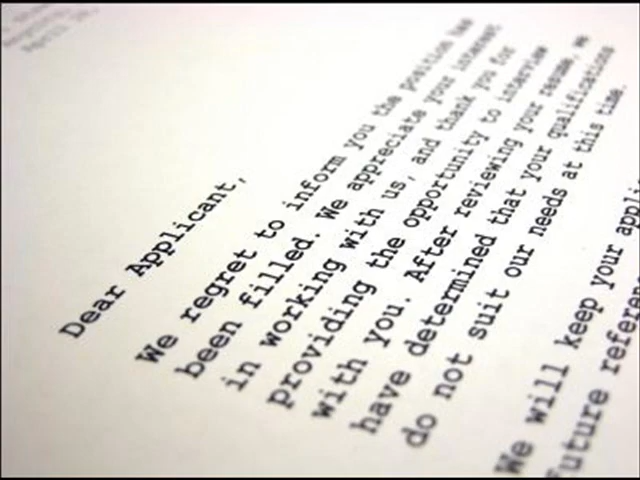 April
Dear Applicant,
We regret to inform you the position has
been filled. We appreciate your interest
in working with us, and thank you for
providing the opportunity to interview
with you. After reviewing your resume, we
have determined that your qualifications
do not suit our needs at this time.
We will keep your
future